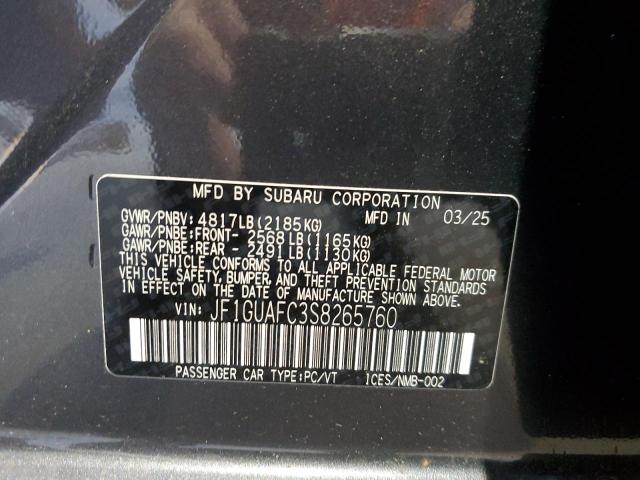 MFD BY SUBARU CORPORATION
GVWR/PNBV: 4817LB(2185KG) MFD IN 03/25
GAWR/PNBE:FRONT- 2568LB(1165KG)
GAWR/PNBE:REAR - 2491LB(1130KG)
THIS VEHICLE CONFORMS TO ALL APPLICABLE FEDERAL MOTOR
VEHICLE SAFETY, BUMPER, AND THEFT PREVENTION STANDARDS
IN EFFECT ON THE DATE OF MANUFACTURE SHOWN ABOVE.
VIN: JF1GUAFC3S8265760
PASSENGER CAR TYPE:PC/VT ICES/NMB-002